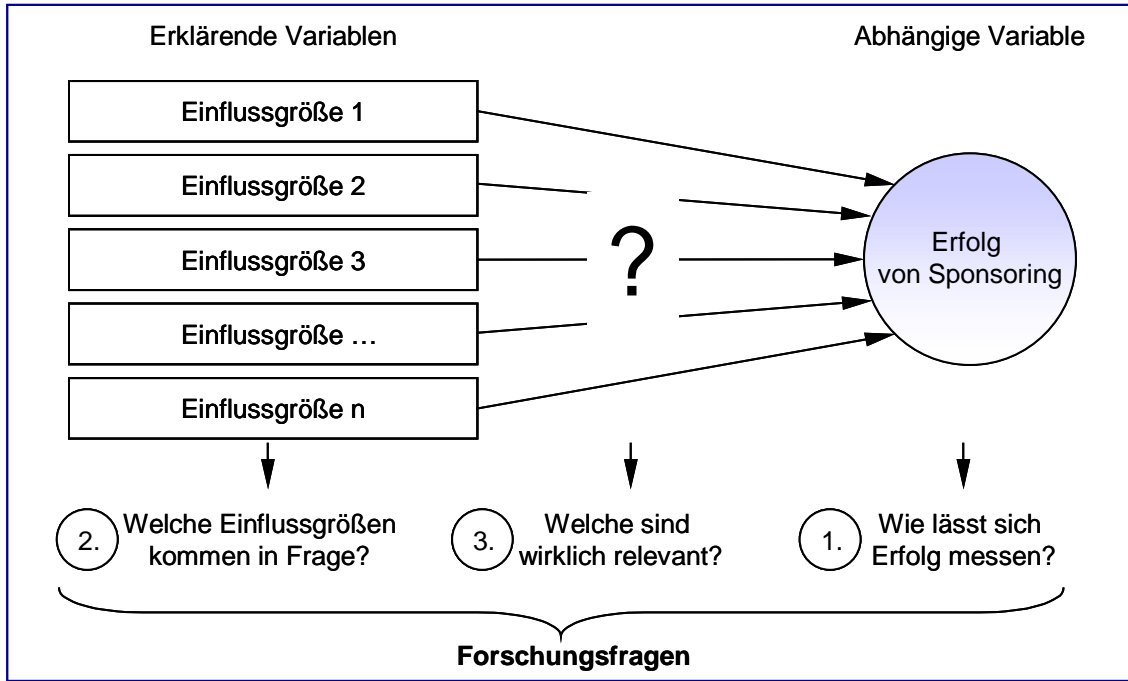 Erklärende Variablen
Abhängige Variable
Einflussgröße 1
Einflussgröße 2
Einflussgröße 3
Einflussgröße …
Einflussgröße n
?
Erfolg
von Sponsoring
2.
Welche Einflussgrößen
kommen in Frage?
3.
Welche sind
wirklich relevant?
1.
Wie lässt sich
Erfolg messen?
Forschungsfragen